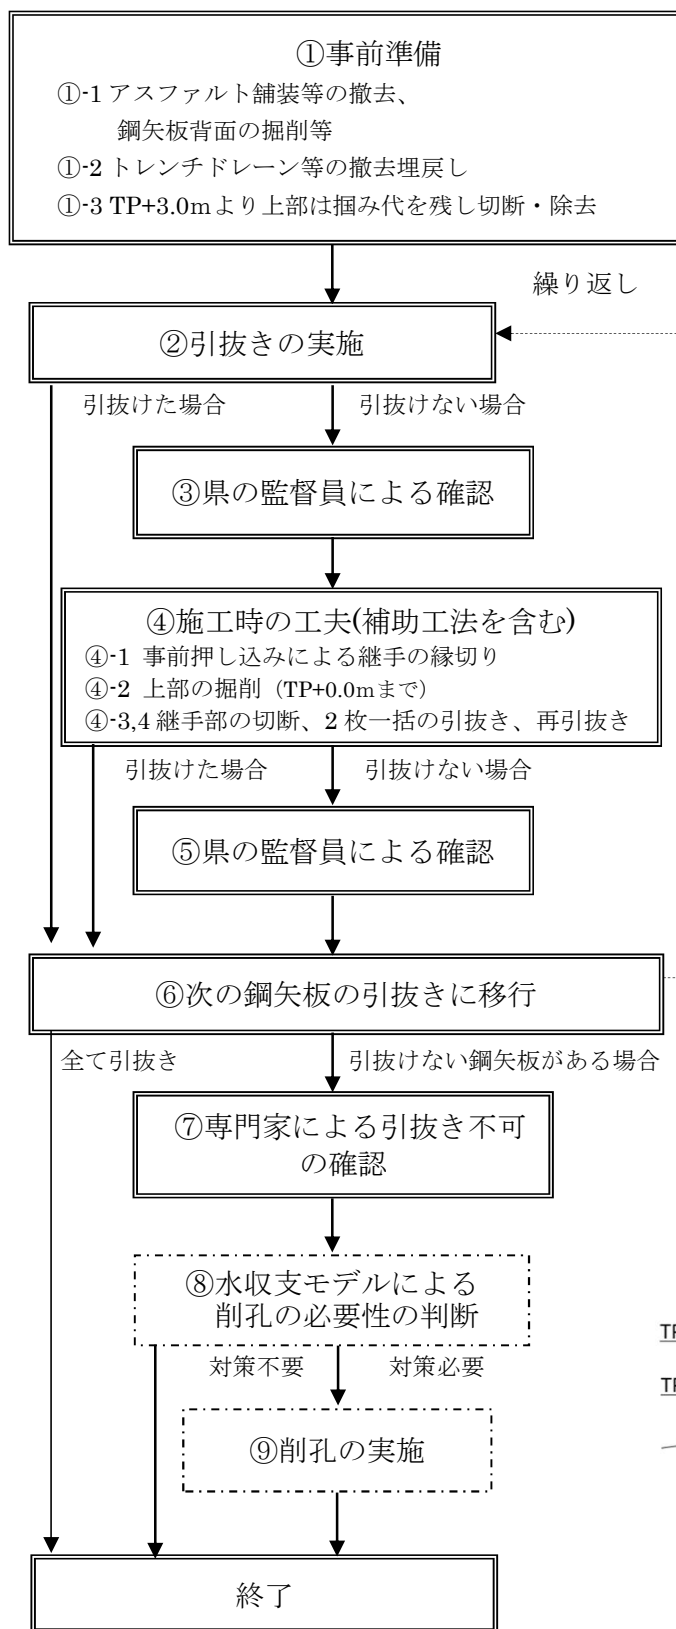 ①事前準備
①-1 アスファルト舗装等の撤去、
鋼矢板背面の掘削等
①-2 トレンチドレーン等の撤去埋戻し
①-3 TP+3.0mより上部は掴み代を残し切断・除去
繰り返し
②引抜きの実施
引抜けた場合 引抜けない場合
③県の監督員による確認
④施工時の工夫(補助工法を含む)
④-1 事前押し込みによる継手の縁切り
④-2 上部の掘削（TP+0.0mまで）
④-3,4 継手部の切断、2 枚一括の引抜き、再引抜き
引抜けた場合 引抜けない場合
⑤県の監督員による確認
⑥次の鋼矢板の引抜きに移行
全て引抜き 引抜けない鋼矢板がある場合
⑦専門家による引抜き不可
の確認
⑧水収支モデルによる
削孔の必要性の判断
対策不要 対策必要
⑨削孔の実施
終了